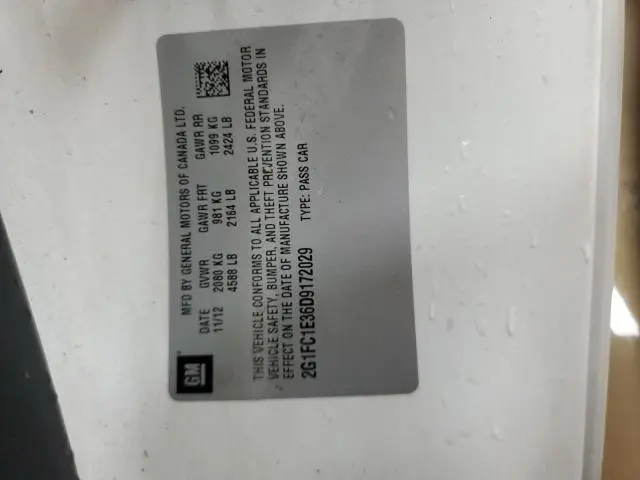 GM
MFD BY GENERAL MOTORS OF CANADA LTD.
DATE GVWR GAWR FRT GAWR RR
11/12 2080 KG 981 KG 1099 KG
4588 LB 2164 LB 2424 LB
THIS VEHICLE CONFORMS TO ALL APPLICABLE U.S. FEDERAL MOTOR
VEHICLE SAFETY, BUMPER, AND THEFT PREVENTION STANDARDS IN
EFFECT ON THE DATE OF MANUFACTURE SHOWN ABOVE.
2G1FC1E36D9172029 TYPE: PASS CAR